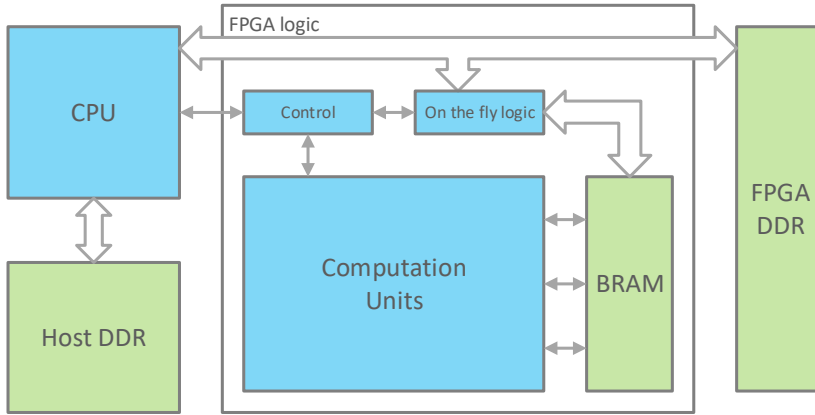 FPGA logic
CPU
Control
On the fly logic
FPGA
DDR
Computation
Units
BRAM
Host DDR